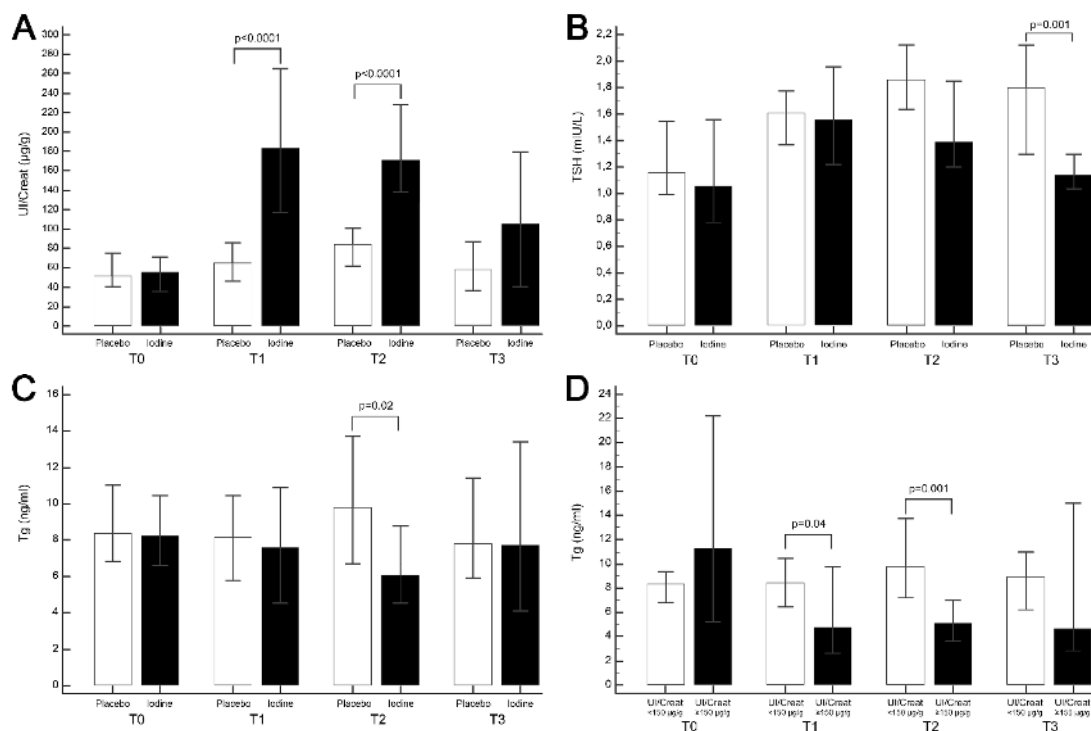 A
300
280
260
240
220
200
180
160
140
120
100
80
60
40
20
0
UI/Creat (µg/g)
p<0.0001
p<0.0001
Placebo Iodine Placebo Iodine Placebo Iodine Placebo Iodine
T0 T1 T2 T3
B
2,2
2,0
1,8
1,6
1,4
1,2
1,0
0,8
0,6
0,4
0,2
0,0
TSH (mIU/L)
p=0.001
Placebo Iodine Placebo Iodine Placebo Iodine Placebo Iodine
T0 T1 T2 T3
C
16
14
12
10
8
6
4
2
0
Tg (ng/ml)
p=0.02
Placebo Iodine Placebo Iodine Placebo Iodine Placebo Iodine
T0 T1 T2 T3
D
24
22
20
18
16
14
12
10
8
6
4
2
0
Tg (ng/ml)
p=0.04
p=0.001
UI/Creat UI/Creat UI/Creat UI/Creat UI/Creat UI/Creat UI/Creat UI/Creat
<150 µg/g ≥150 µg/g <150 µg/g ≥150 µg/g <150 µg/g ≥150 µg/g <150 µg/g ≥150 µg/g
T0 T1 T2 T3